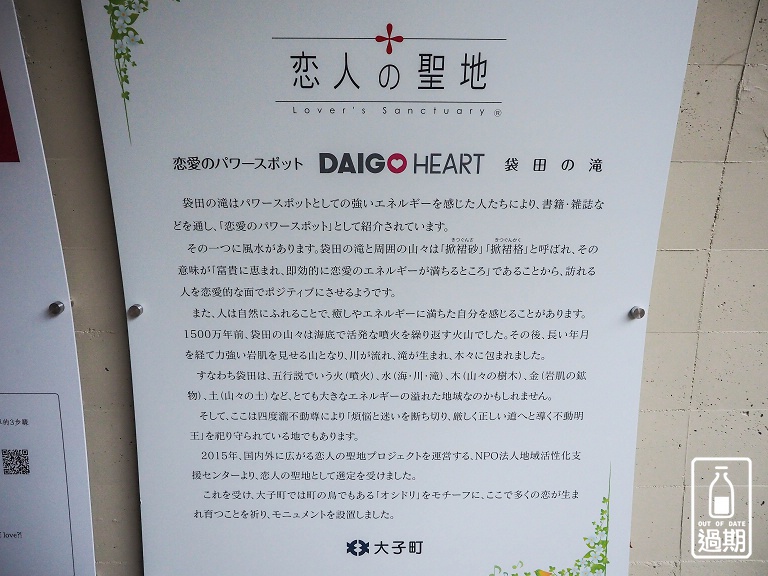 恋人の聖地
Lover's Sanctuary ®
恋愛のパワースポット DAIGO HEART 袋田の滝
袋田の滝はパワースポットとしての強いエネルギーを感じた人たちにより、書籍・雑誌な
どを通し、「恋愛のパワースポット」として紹介されています。
その一つに風水があります。袋田の滝と周囲の山々は「掀裙砂」「掀裙格」と呼ばれ、その
意味が「富貴に恵まれ、即効的に恋愛のエネルギーが満ちるところ」であることから、訪れる
人を恋愛的な面でポジティブにさせるようです。
また、人は自然にふれることで、癒しやエネルギーに満ちた自分を感じることがあります。
1500万年前、袋田の山々は海底で活発な噴火を繰り返す火山でした。その後、長い年月
を経て力強い岩肌を見せる山となり、川が流れ、滝が生まれ、木々に包まれました。
すなわち袋田は、五行説でいう火(噴火)、水(海・川・滝)、木(山々の樹木)、金(岩肌の鉱
物)、土(山々の土)など、とても大きなエネルギーの溢れた地域なのかもしれません。
そして、ここは四度瀧不動尊により「煩悩と迷いを断ち切り、厳しく正しい道へと導く不動明
王」を祀り守られている地でもあります。
2015年、国内外に広がる恋人の聖地プロジェクトを運営する、NPO法人地域活性化支
援センターより、恋人の聖地として選定を受けました。
これを受け、大子町では町の鳥でもある「オシドリ」をモチーフに、ここで多くの恋が生ま
れ育つことを祈り、モニュメントを設置しました。
大子町
的3步驟
love?!
OUT OF DATE
過期